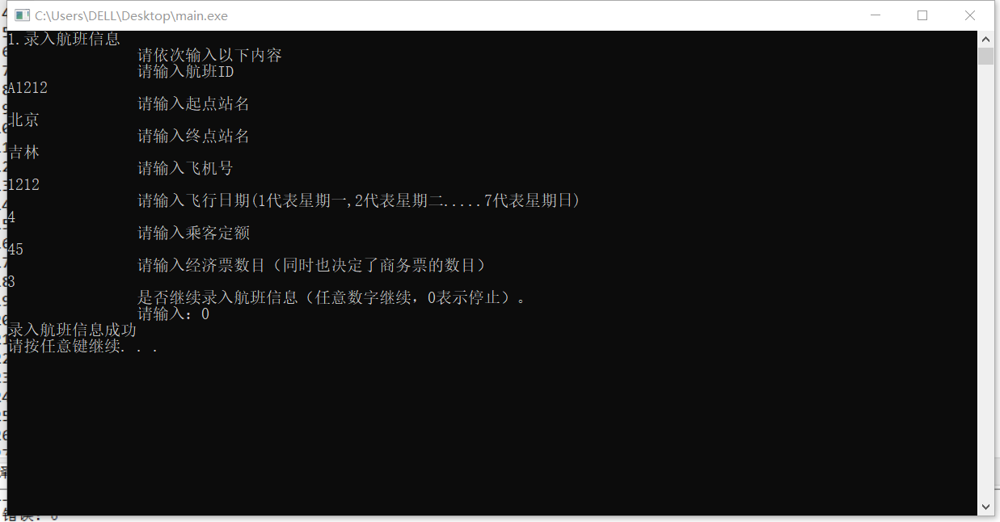 C:\Users\DELL\Desktop\main.exe
1.录入航班信息
请依次输入以下内容
请输入航班ID
A1212
请输入起点站名
北京
请输入终点站名
吉林
请输入飞机号
1212
请输入飞行日期(1代表星期一,2代表星期二.....7代表星期日)
4
请输入乘客定额
45
请输入经济票数目（同时也决定了商务票的数目）
3
是否继续录入航班信息（任意数字继续，0表示停止）。
请输入：0
录入航班信息成功
请按任意键继续. . .
错误: 0